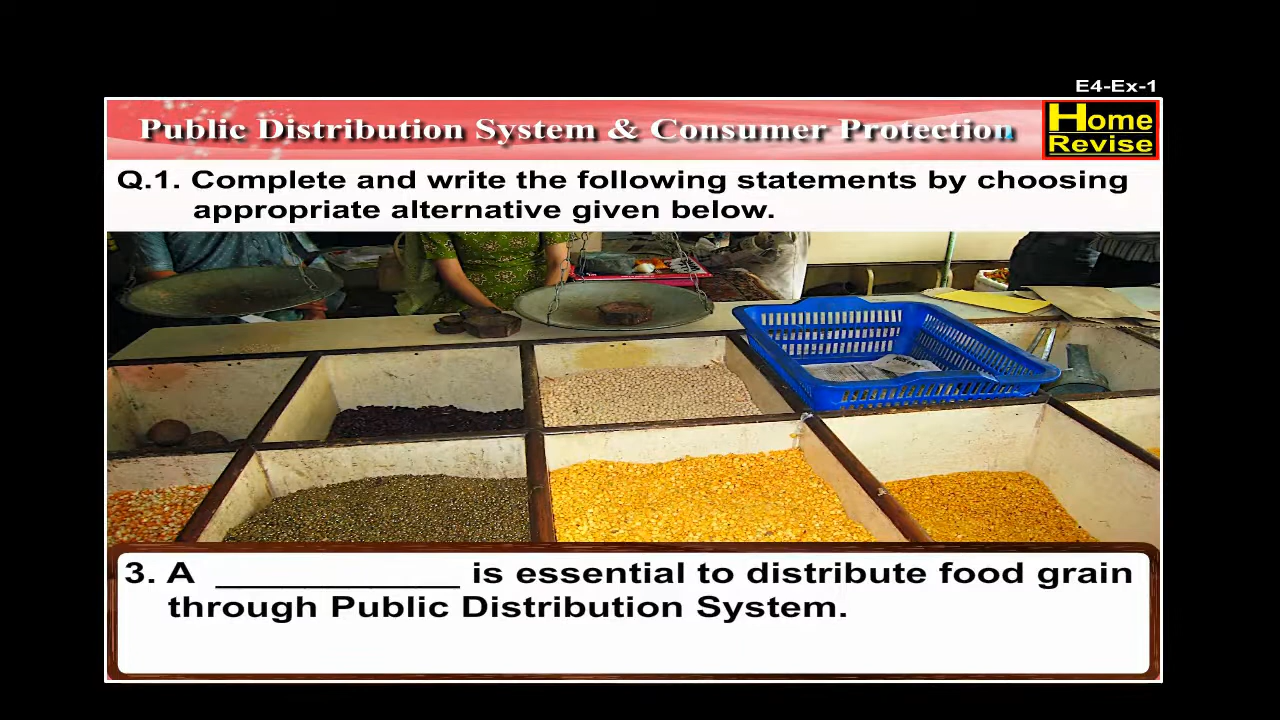 E4-Ex-1
Public Distribution System & Consumer Protection
Home
Revise
Q.1. Complete and write the following statements by choosing
appropriate alternative given below.
3. A ______________ is essential to distribute food grain
through Public Distribution System.